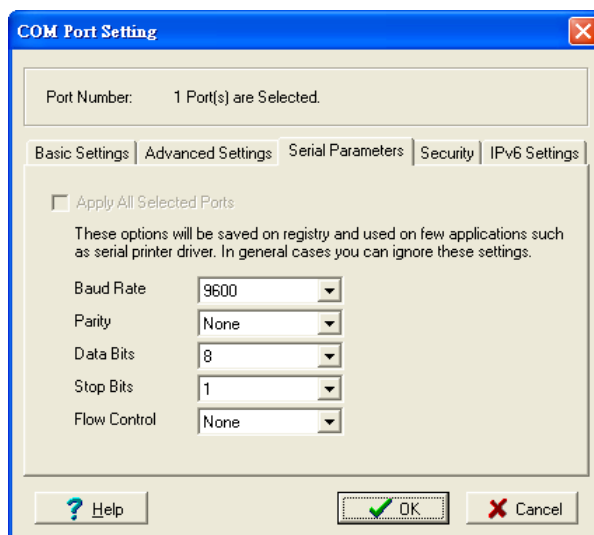 COM Port Setting
Port Number: 1 Port(s) are Selected.
Basic Settings Advanced Settings Serial Parameters Security IPv6 Settings
Apply All Selected Ports
These options will be saved on registry and used on few applications such
as serial printer driver. In general cases you can ignore these settings.
Baud Rate 9600
Parity None
Data Bits 8
Stop Bits 1
Flow Control None
? Help OK Cancel